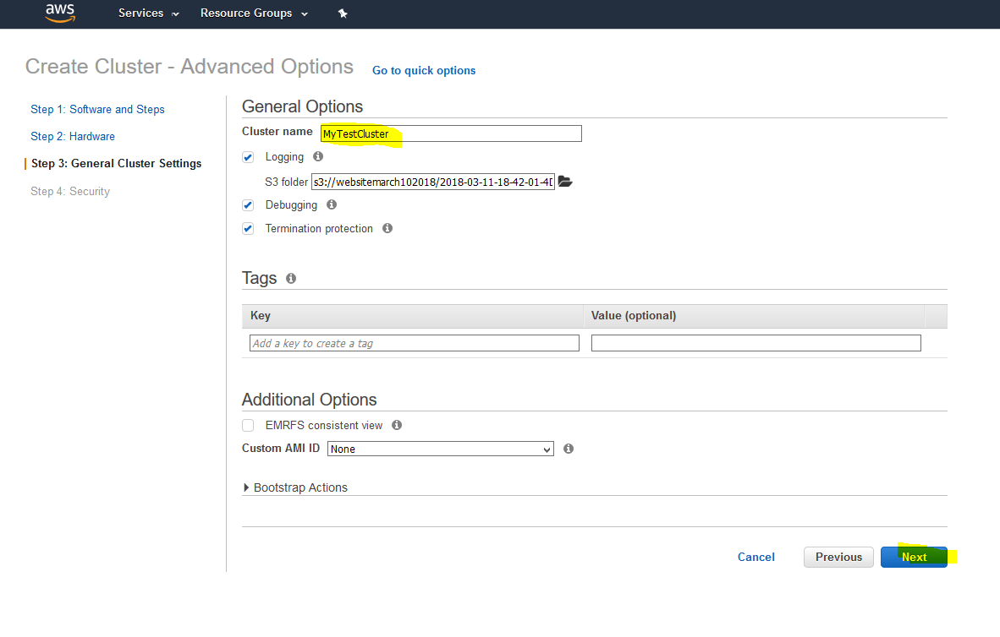 aws Services Resource Groups
Create Cluster - Advanced Options Go to quick options
Step 1: Software and Steps
Step 2: Hardware
Step 3: General Cluster Settings
Step 4: Security
General Options
Cluster name MyTestCluster
Logging
S3 folder s3://websitemarch102018/2018-03-11-18-42-01-4D
Debugging
Termination protection
Tags
Key Value (optional)
Add a key to create a tag
Additional Options
EMRFS consistent view
Custom AMI ID None
Bootstrap Actions
Cancel Previous Next